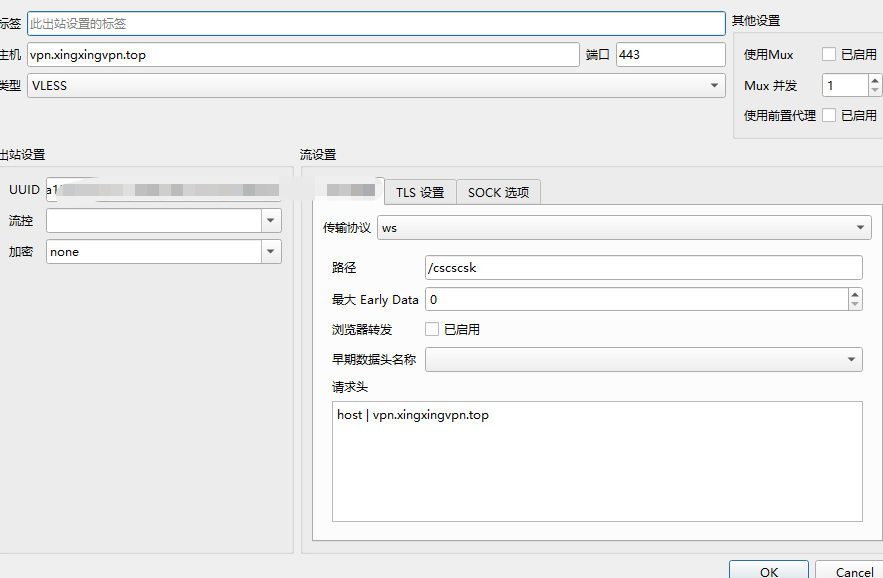 标签 此出站设置的标签
主机 vpn.xingxingvpn.top 端口 443
类型 VLESS
其他设置
使用Mux 已启用
Mux 并发 1
使用前置代理 已启用
出站设置
UUID
流控
加密 none
流设置
TLS 设置 SOCK 选项
传输协议 ws
路径 /cscscsk
最大 Early Data 0
浏览器转发 已启用
早期数据头名称
请求头
host | vpn.xingxingvpn.top
OK Cancel